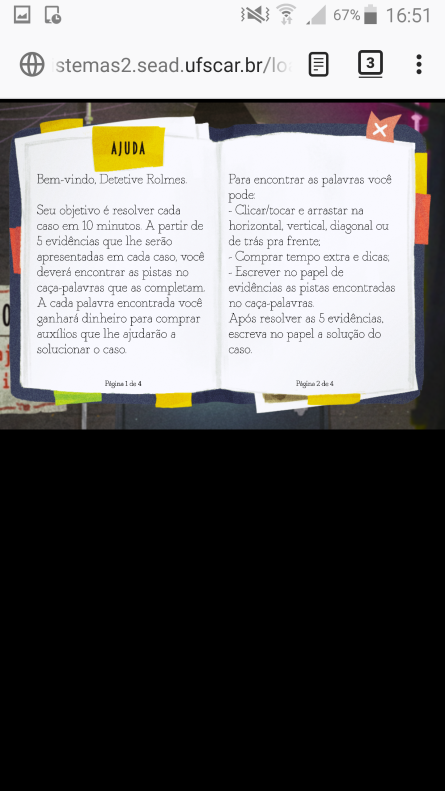 67% 16:51
stemas2.sead.ufscar.br/lo
3
AJUDA
Bem-vindo, Detetive Rolmes.
Seu objetivo é resolver cada
caso em 10 minutos. A partir de
5 evidências que lhe serão
apresentadas em cada caso, você
deverá encontrar as pistas no
caça-palavras que as completam.
A cada palavra encontrada você
ganhará dinheiro para comprar
auxílios que lhe ajudarão a
solucionar o caso.
Página 1 de 4
Para encontrar as palavras você
pode:
- Clicar/tocar e arrastar na
horizontal, vertical, diagonal ou
de trás pra frente;
- Comprar tempo extra e dicas;
- Escrever no papel de
evidências as pistas encontradas
no caça-palavras.
Após resolver as 5 evidências,
escreva no papel a solução do
caso.
Página 2 de 4